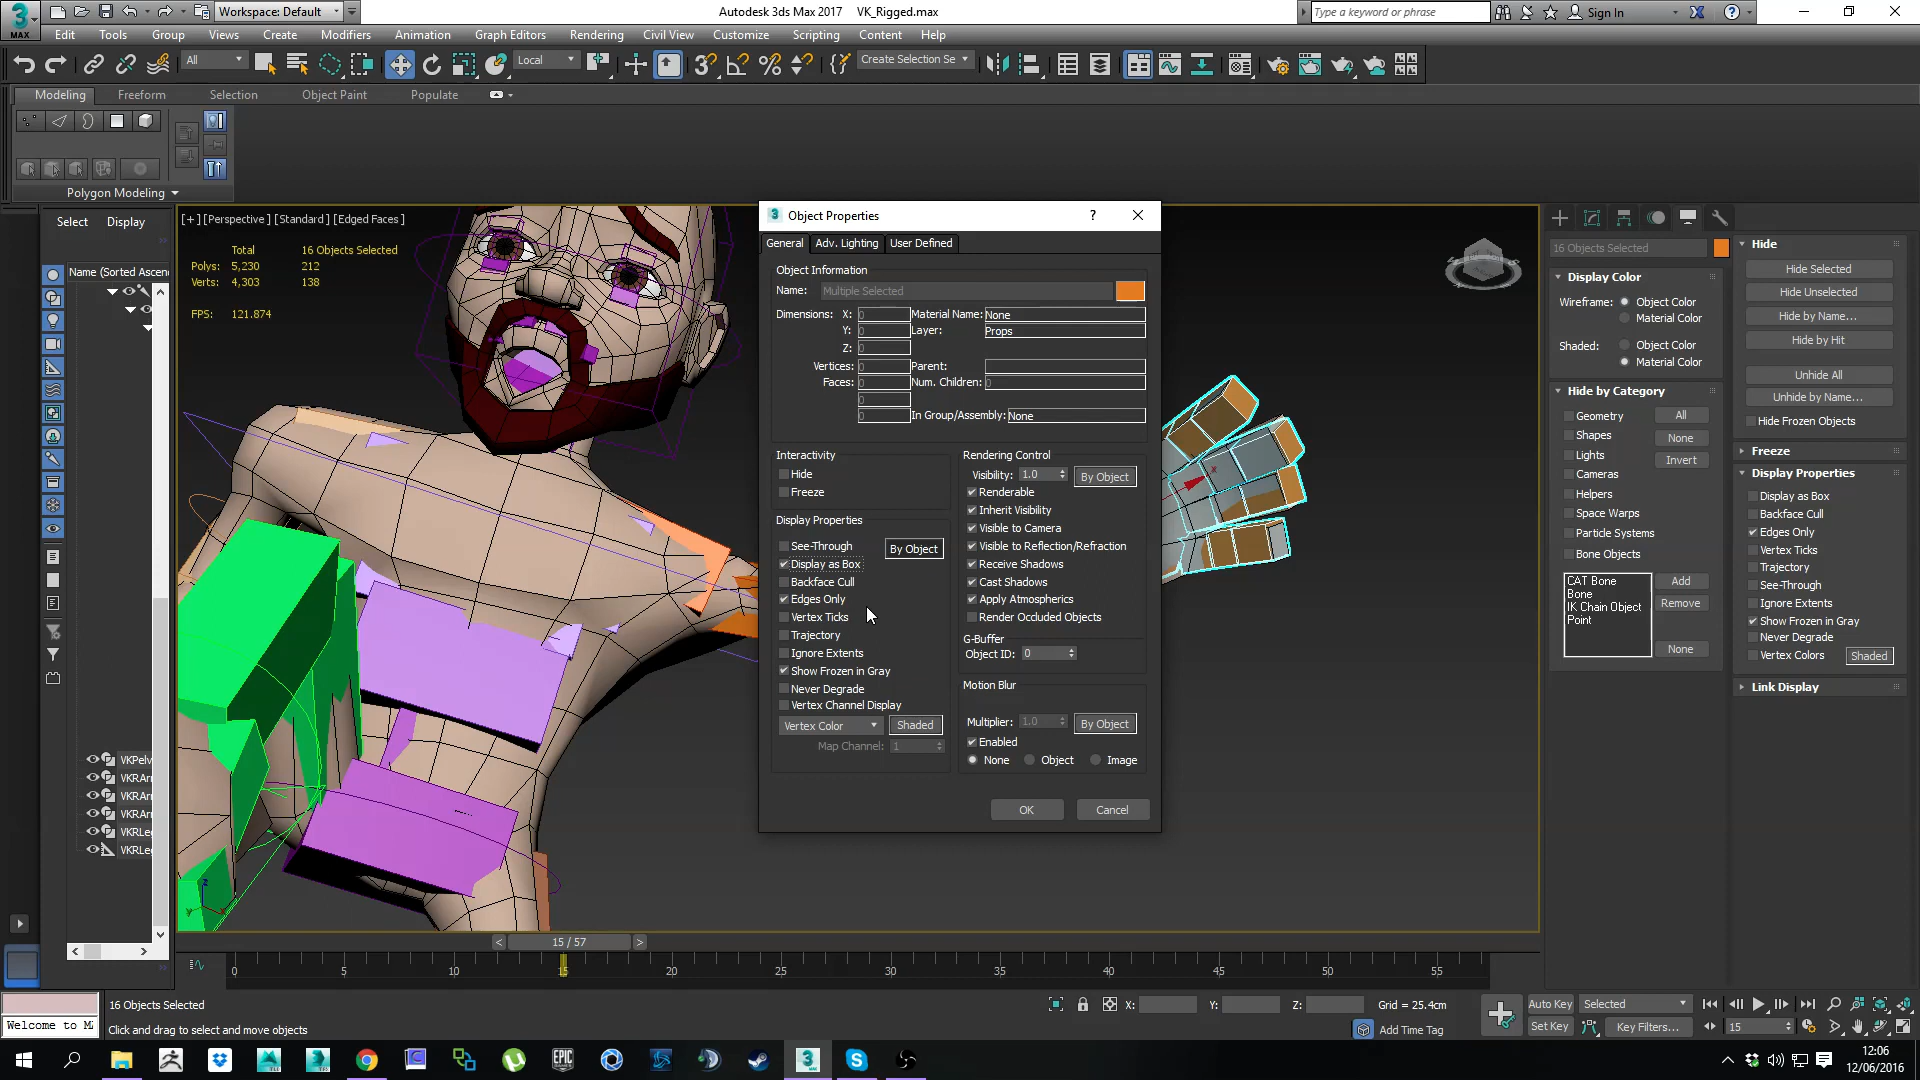 3
MAX
Workspace: Default
Autodesk 3ds Max 2017 VK_Rigged.max
Type a keyword or phrase
Sign In
Edit Tools Group Views Create Modifiers Animation Graph Editors Rendering Civil View Customize Scripting Content Help
All
Local
Create Selection Se
Modeling Freeform Selection Object Paint Populate
Polygon Modeling
Select Display
Name (Sorted Ascen
VKPelv
VKRArı
VKRArı
VKRArı
VKRLe
VKRLe
[+] [Perspective ] [Standard ] [Edged Faces ]
Total 16 Objects Selected
Polys: 5,230 212
Verts: 4,303 138
FPS: 121.874
Object Properties
? X
General Adv. Lighting User Defined
Object Information
Name: Multiple Selected
Dimensions: X: 0 Material Name: None
Y: 0 Layer: Props
Z: 0
Vertices: 0 Parent:
Faces: 0 Num. Children: 0
0
0 In Group/Assembly: None
Interactivity
Hide
Freeze
Display Properties
See-Through
By Object
Display as Box
Backface Cull
Edges Only
Vertex Ticks
Trajectory
Ignore Extents
Show Frozen in Gray
Never Degrade
Vertex Channel Display
Vertex Color
Shaded
Map Channel: 1
Rendering Control
Visibility: 1.0
By Object
Renderable
Inherit Visibility
Visible to Camera
Visible to Reflection/Refraction
Receive Shadows
Cast Shadows
Apply Atmospherics
Render Occluded Objects
G-Buffer
Object ID: 0
Motion Blur
Multiplier: 1.0
By Object
Enabled
None Object Image
OK Cancel
16 Objects Selected
Display Color
Wireframe: Object Color
Material Color
Shaded: Object Color
Material Color
Hide by Category
Geometry All
Shapes None
Lights Invert
Cameras
Helpers
Space Warps
Particle Systems
Bone Objects
CAT Bone
Bone
IK Chain Object
Point
Add
Remove
None
Hide
Hide Selected
Hide Unselected
Hide by Name...
Hide by Hit
Unhide All
Unhide by Name...
Hide Frozen Objects
Freeze
Display Properties
Display as Box
Backface Cull
Edges Only
Vertex Ticks
Trajectory
See-Through
Ignore Extents
Show Frozen in Gray
Never Degrade
Vertex Colors Shaded
Link Display
< 15 / 57 >
0 5 10 15 20 25 30 35 40 45 50 55
16 Objects Selected
X: Y: Z: Grid = 25.4cm
Auto Key Selected
Welcome to M
Click and drag to select and move objects
Add Time Tag
Set Key Key Filters...
15
EPIC
GAMES
12:06
12/06/2016